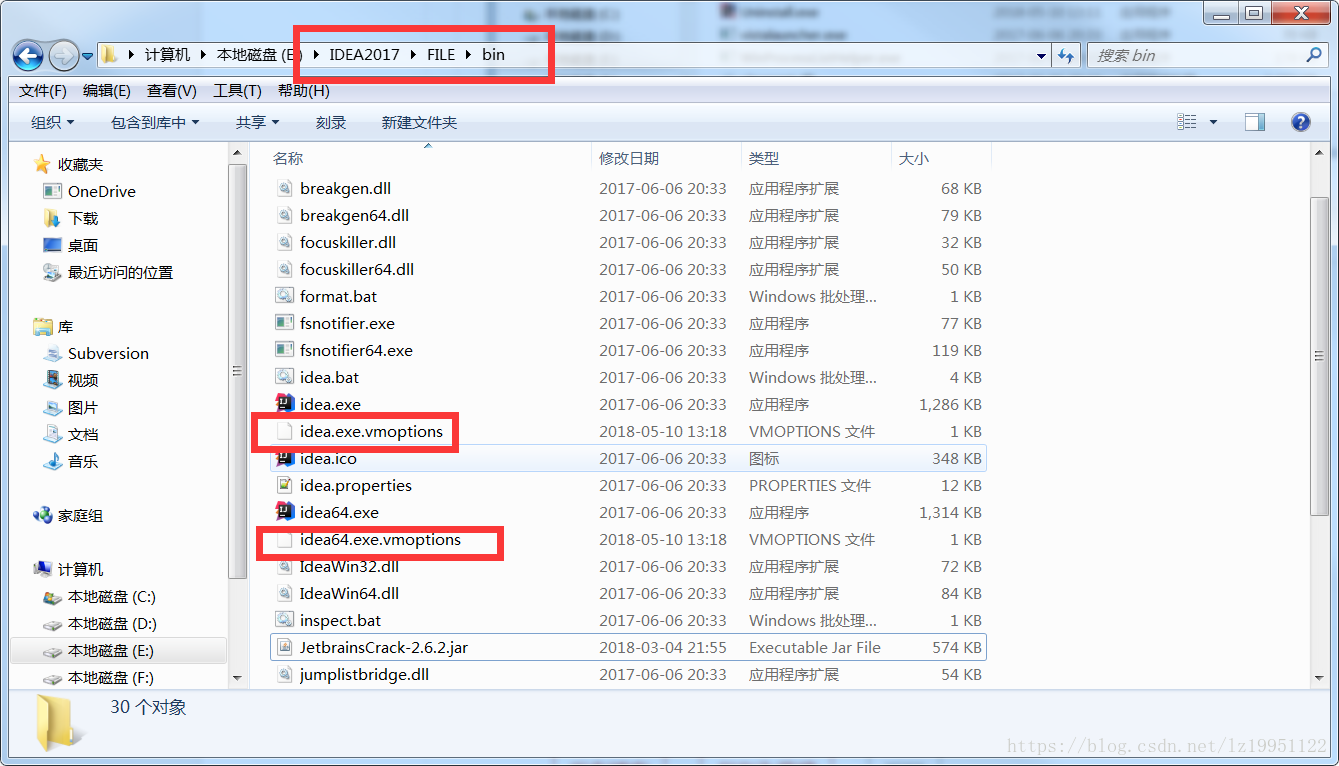 计算机 本地磁盘 (E:) IDEA2017 FILE bin 搜索 bin
文件(F) 编辑(E) 查看(V) 工具(T) 帮助(H)
组织 包含到库中 共享 刻录 新建文件夹
收藏夹
OneDrive
下载
桌面
最近访问的位置
库
Subversion
视频
图片
文档
音乐
家庭组
计算机
本地磁盘 (C:)
本地磁盘 (D:)
本地磁盘 (E:)
本地磁盘 (F:)
名称 修改日期 类型 大小
breakgen.dll 2017-06-06 20:33 应用程序扩展 68 KB
breakgen64.dll 2017-06-06 20:33 应用程序扩展 79 KB
focuskiller.dll 2017-06-06 20:33 应用程序扩展 32 KB
focuskiller64.dll 2017-06-06 20:33 应用程序扩展 50 KB
format.bat 2017-06-06 20:33 Windows 批处理... 1 KB
fsnotifier.exe 2017-06-06 20:33 应用程序 77 KB
fsnotifier64.exe 2017-06-06 20:33 应用程序 119 KB
idea.bat 2017-06-06 20:33 Windows 批处理... 4 KB
idea.exe 2017-06-06 20:33 应用程序 1,286 KB
idea.exe.vmoptions 2018-05-10 13:18 VMOPTIONS 文件 1 KB
idea.ico 2017-06-06 20:33 图标 348 KB
idea.properties 2017-06-06 20:33 PROPERTIES 文件 12 KB
idea64.exe 2017-06-06 20:33 应用程序 1,314 KB
idea64.exe.vmoptions 2018-05-10 13:18 VMOPTIONS 文件 1 KB
IdeaWin32.dll 2017-06-06 20:33 应用程序扩展 72 KB
IdeaWin64.dll 2017-06-06 20:33 应用程序扩展 84 KB
inspect.bat 2017-06-06 20:33 Windows 批处理... 1 KB
JetbrainsCrack-2.6.2.jar 2018-03-04 21:55 Executable Jar File 574 KB
jumplistbridge.dll 2017-06-06 20:33 应用程序扩展 54 KB
30 个对象
https://blog.csdn.net/lz19951122